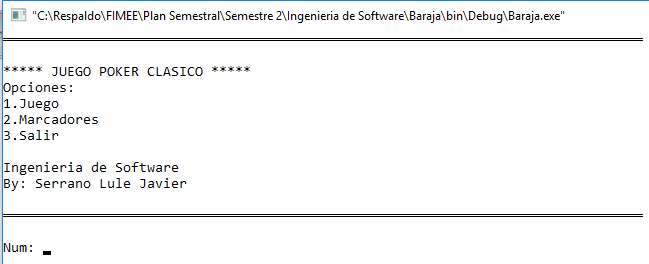 "C:\Respaldo\FIMEE\Plan Semestral\Semestre 2\Ingenieria de Software\Baraja\bin\Debug\Baraja.exe"
***** JUEGO POKER CLASICO *****
Opciones:
1.Juego
2.Marcadores
3.Salir
Ingenieria de Software
By: Serrano Lule Javier
Num: